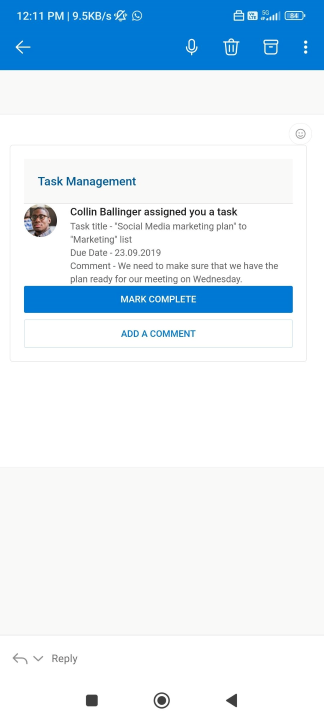 12:11 PM | 9.5KB/s
5G
64
Task Management
Collin Ballinger assigned you a task
Task title - "Social Media marketing plan" to
"Marketing" list
Due Date - 23.09.2019
Comment - We need to make sure that we have the
plan ready for our meeting on Wednesday.
MARK COMPLETE
ADD A COMMENT
Reply